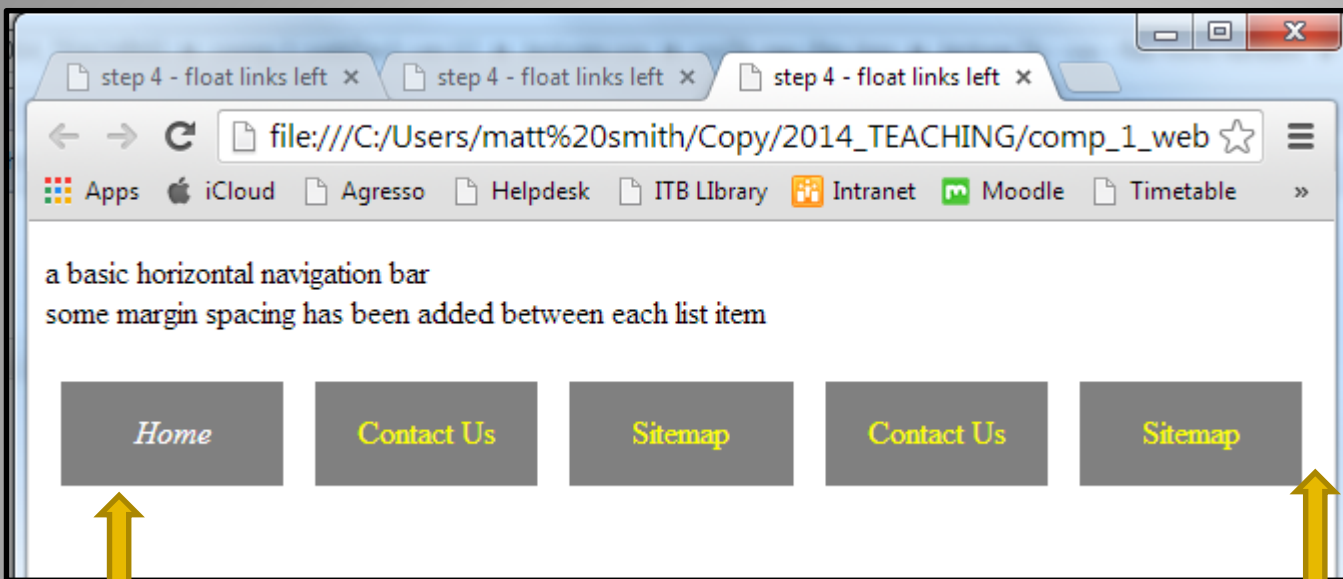 step 4 - float links left step 4 - float links left step 4 - float links left
file:///C:/Users/matt%20smith/Copy/2014_TEACHING/comp_1_web
Apps iCloud Agresso Helpdesk ITB LIbrary Intranet Moodle Timetable »
a basic horizontal navigation bar
some margin spacing has been added between each list item
Home Contact Us Sitemap Contact Us Sitemap